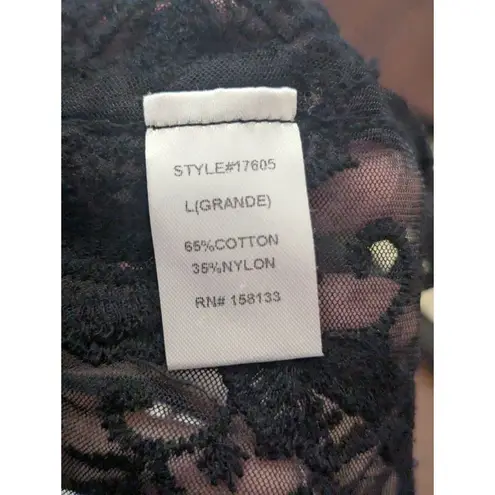 STYLE#17605
L(GRANDE)
65%COTTON
35%NYLON
RN# 158133